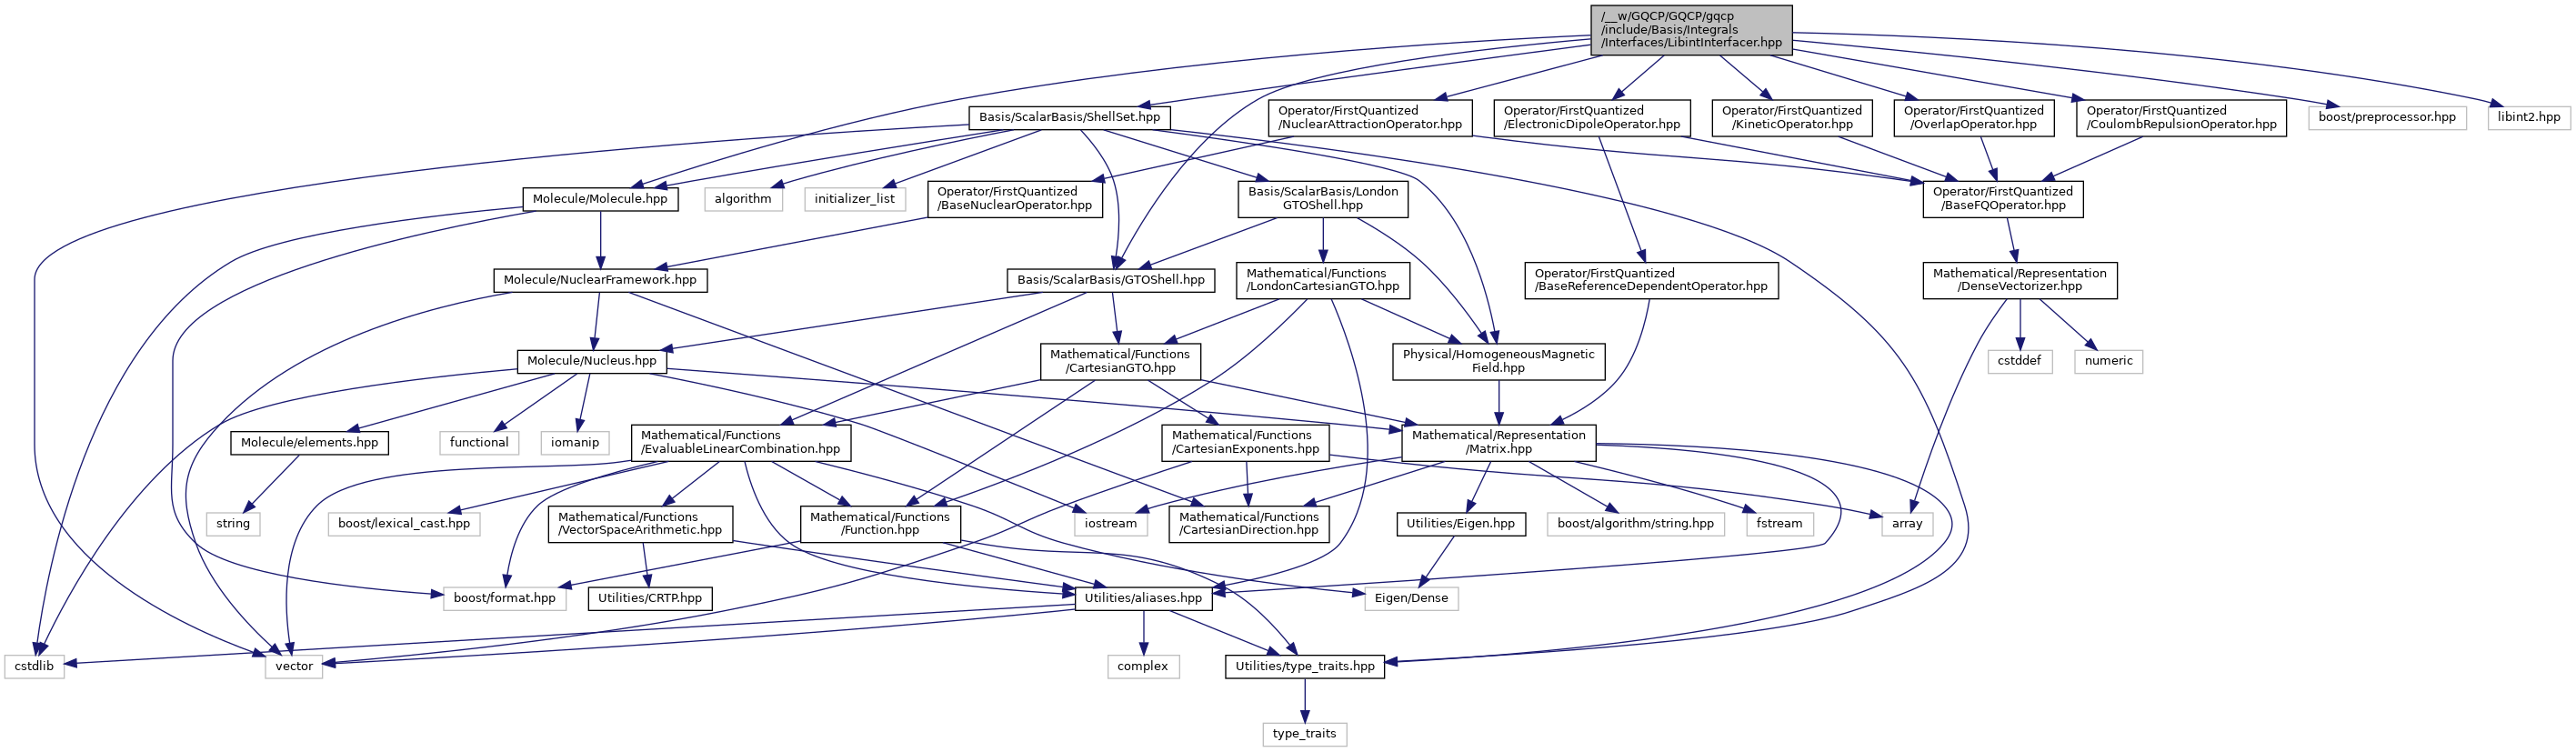 /__w/GQCP/GQCP/gqcp
/include/Basis/Integrals
/Interfaces/LibintInterfacer.hpp
Basis/ScalarBasis/ShellSet.hpp
Operator/FirstQuantized
/NuclearAttractionOperator.hpp
Operator/FirstQuantized
/ElectronicDipoleOperator.hpp
Operator/FirstQuantized
/KineticOperator.hpp
Operator/FirstQuantized
/OverlapOperator.hpp
Operator/FirstQuantized
/CoulombRepulsionOperator.hpp
boost/preprocessor.hpp
libint2.hpp
Molecule/Molecule.hpp
algorithm
initializer_list
Operator/FirstQuantized
/BaseNuclearOperator.hpp
Basis/ScalarBasis/London
GTOShell.hpp
Operator/FirstQuantized
/BaseFQOperator.hpp
Molecule/NuclearFramework.hpp
Basis/ScalarBasis/GTOShell.hpp
Mathematical/Functions
/LondonCartesianGTO.hpp
Operator/FirstQuantized
/BaseReferenceDependentOperator.hpp
Mathematical/Representation
/DenseVectorizer.hpp
Molecule/Nucleus.hpp
Mathematical/Functions
/CartesianGTO.hpp
Physical/HomogeneousMagnetic
Field.hpp
cstddef
numeric
Molecule/elements.hpp
functional
iomanip
Mathematical/Functions
/EvaluableLinearCombination.hpp
Mathematical/Functions
/CartesianExponents.hpp
Mathematical/Representation
/Matrix.hpp
string
boost/lexical_cast.hpp
Mathematical/Functions
/VectorSpaceArithmetic.hpp
Mathematical/Functions
/Function.hpp
iostream
Mathematical/Functions
/CartesianDirection.hpp
Utilities/Eigen.hpp
boost/algorithm/string.hpp
fstream
array
boost/format.hpp
Utilities/CRTP.hpp
Utilities/aliases.hpp
Eigen/Dense
cstdlib
vector
complex
Utilities/type_traits.hpp
type_traits